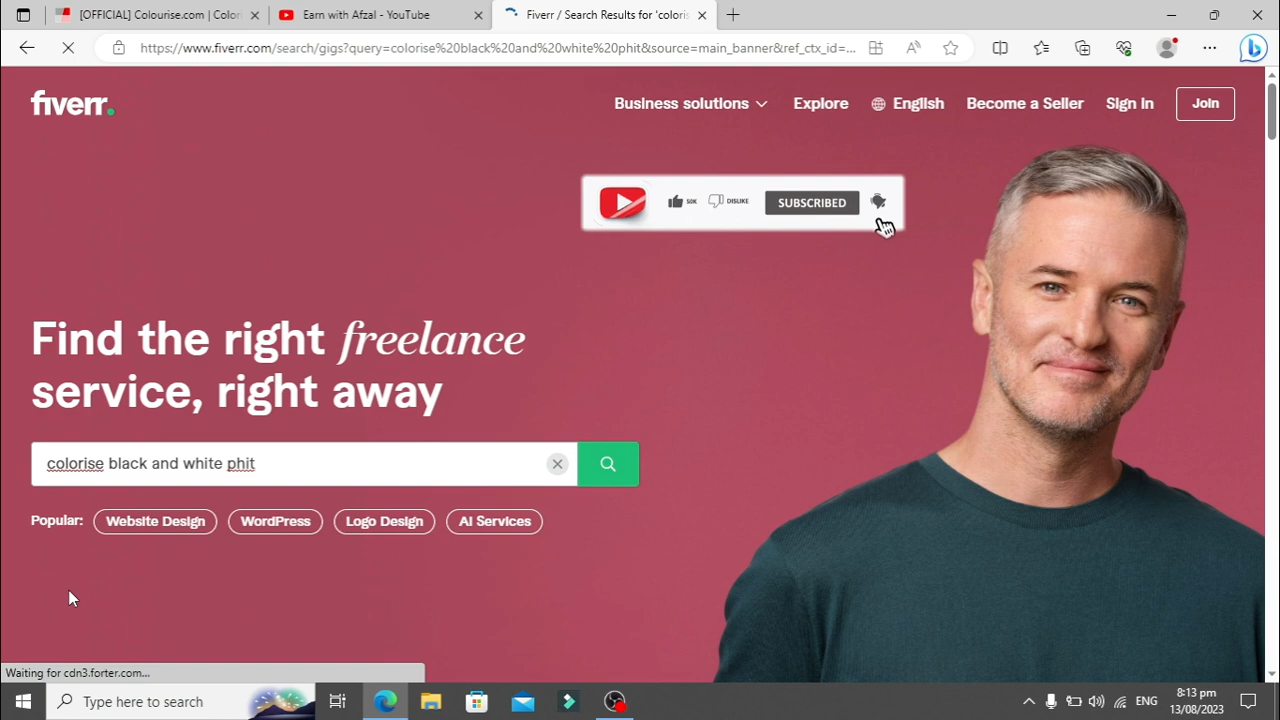 [OFFICIAL] Colourise.com | Colori
Earn with Afzal - YouTube
Fiverr / Search Results for 'coloris
https://www.fiverr.com/search/gigs?query=colorise%20black%20and%20white%20phit&source=main_banner&ref_ctx_id=...
fiverr.
Business solutions
Explore
English
Become a Seller
Sign in
Join
50K
DISLIKE
SUBSCRIBED
Find the right freelance
service, right away
colorise black and white phit
Popular:
Website Design
WordPress
Logo Design
AI Services
Waiting for cdn3.forter.com...
Type here to search
ENG
8:13 pm
13/08/2023